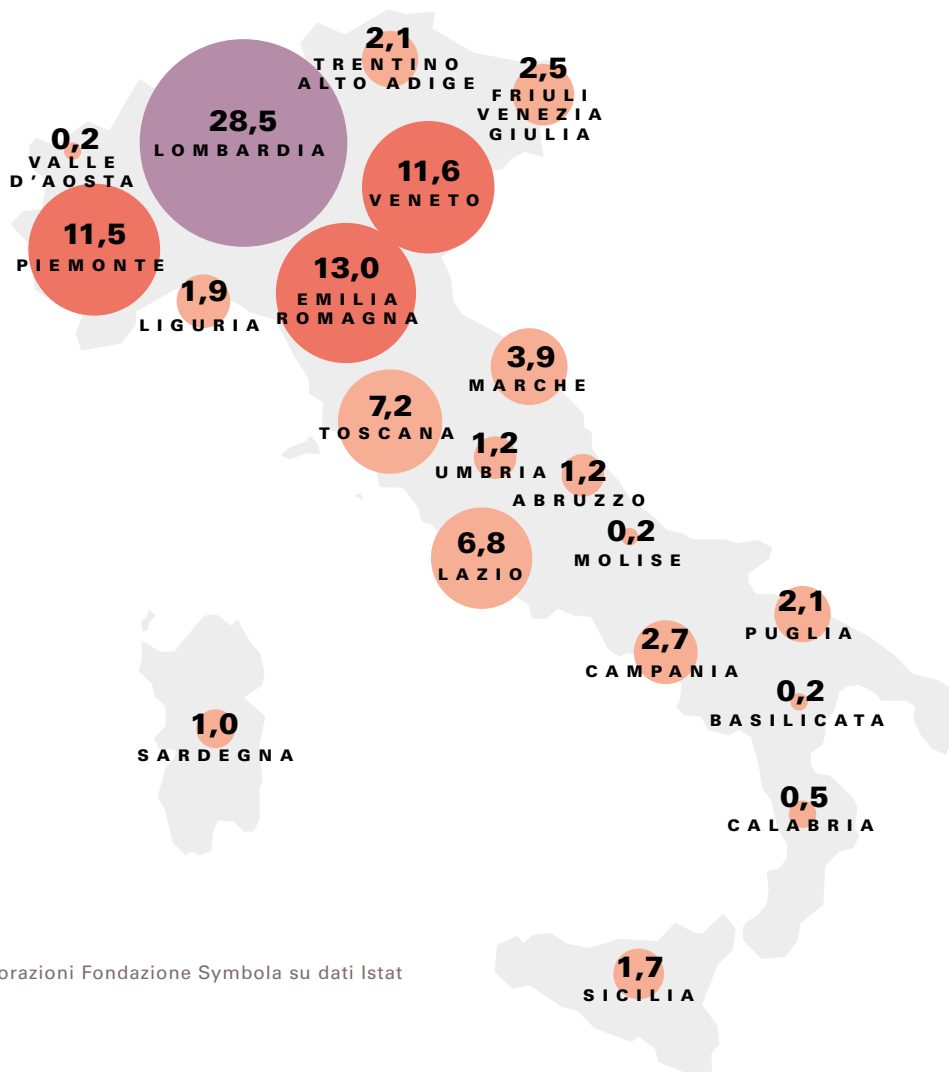 2,1
TRENTINO
ALTO ADIGE
2,5
FRIULI
VENEZIA
GIULIA
28,5
LOMBARDIA
0,2
VALLE
D'AOSTA
11,6
VENETO
11,5
PIEMONTE
13,0
EMILIA
ROMAGNA
1,9
LIGURIA
3,9
MARCHE
7,2
TOSCANA
1,2
UMBRIA
1,2
ABRUZZO
0,2
MOLISE
6,8
LAZIO
2,1
PUGLIA
2,7
CAMPANIA
0,2
BASILICATA
1,0
SARDEGNA
0,5
CALABRIA
1,7
SICILIA
orazioni Fondazione Symbola su dati Istat